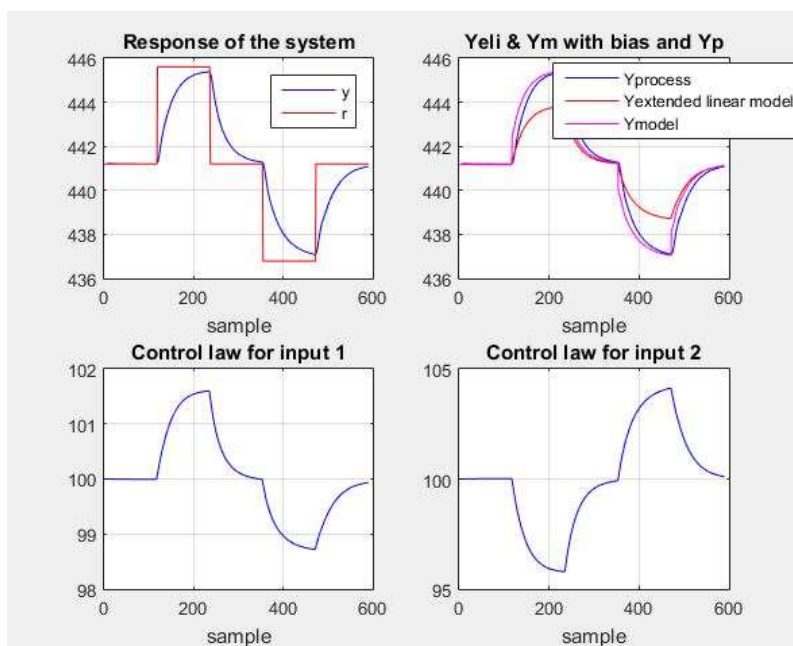 Response of the system
446
444
442
440
438
436
0
200
400
600
sample
y
r
Yeli & Ym with bias and Yp
446
444
442
440
438
436
0
200
400
600
sample
Yprocess
Yextended linear model
Ymodel
Control law for input 1
102
101
100
99
98
0
200
400
600
sample
Control law for input 2
105
100
95
0
200
400
600
sample